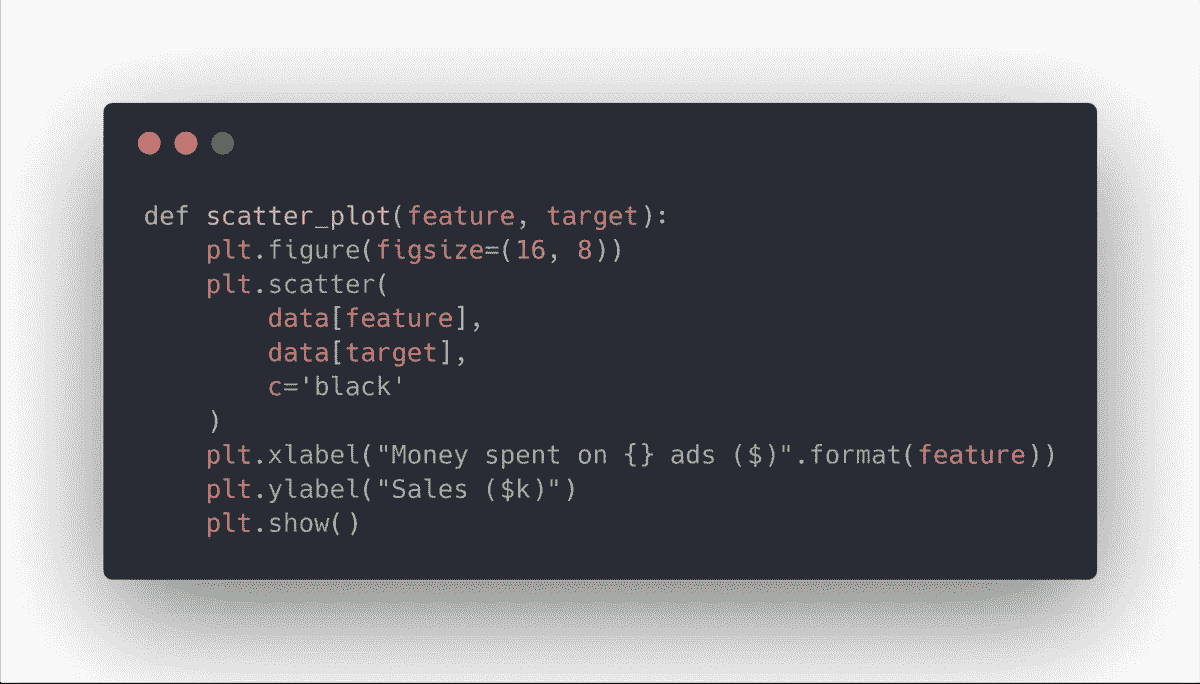 def scatter_plot(feature, target):
    plt.figure(figsize=(16, 8))
    plt.scatter(
        data[feature],
        data[target],
        c='black'
    )
    plt.xlabel("Money spent on {} ads ($)".format(feature))
    plt.ylabel("Sales ($k)")
    plt.show()